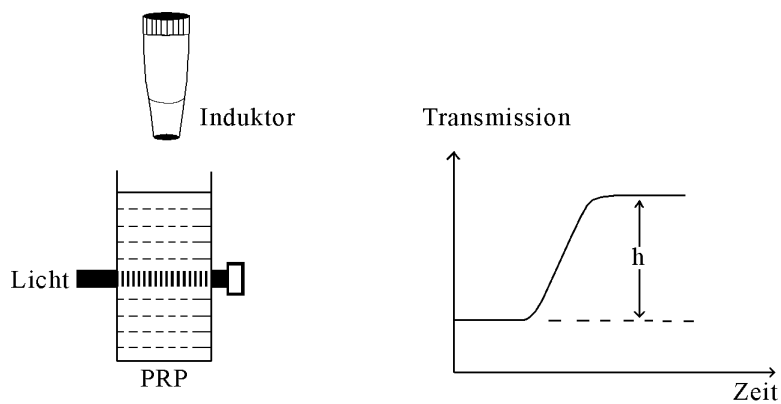 Induktor
Licht
PRP
Transmission
h
Zeit